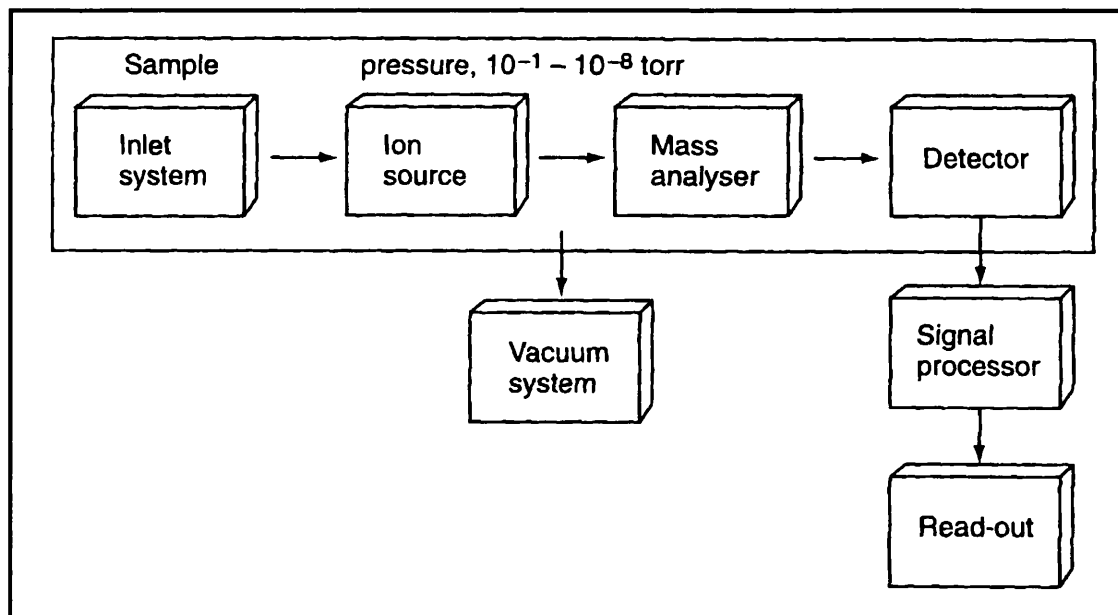 Sample
pressure, 10⁻¹ – 10⁻⁸ torr
Inlet
system
Ion
source
Mass
analyser
Detector
Vacuum
system
Signal
processor
Read-out